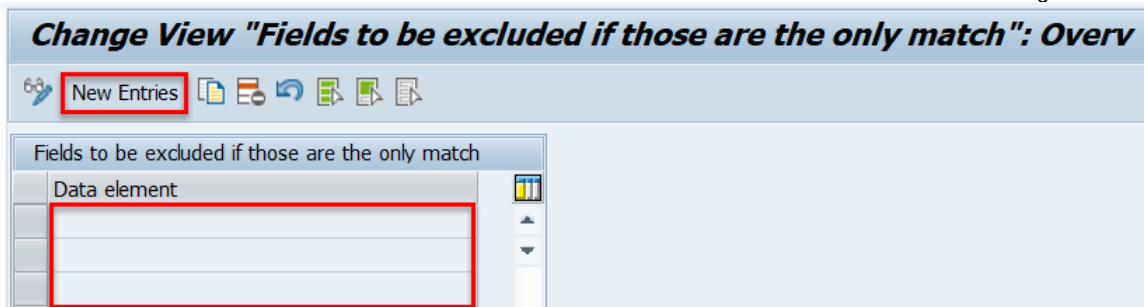 Change View "Fields to be excluded if those are the only match": Overv
New Entries
Fields to be excluded if those are the only match
Data element